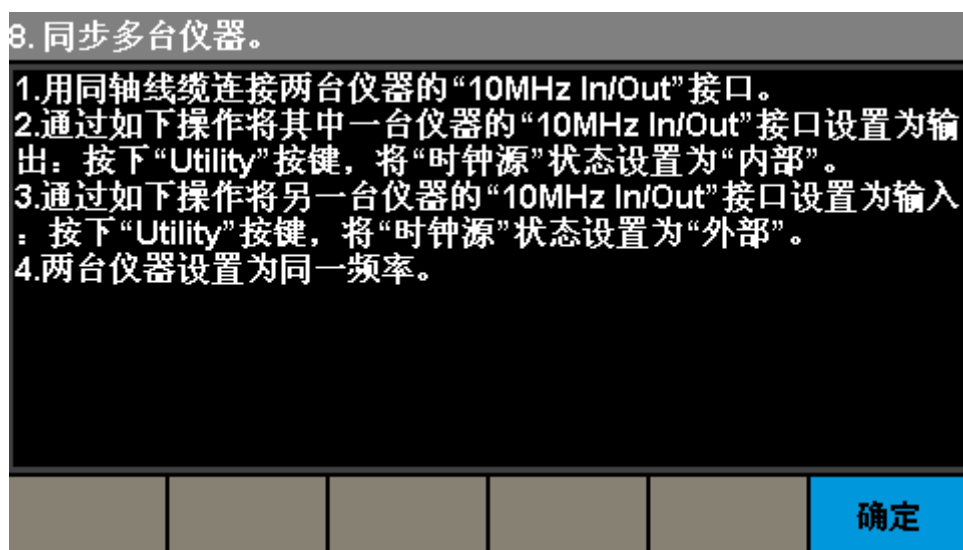 8.同步多台仪器。
1.用同轴线缆连接两台仪器的“10MHz In/Out”接口。
2.通过如下操作将其中一台仪器的“10MHz In/Out”接口设置为输
出：按下“Utility”按键，将“时钟源”状态设置为“内部”。
3.通过如下操作将另一台仪器的“10MHz In/Out”接口设置为输入
：按下“Utility”按键，将“时钟源”状态设置为“外部”。
4.两台仪器设置为同一频率。
确定